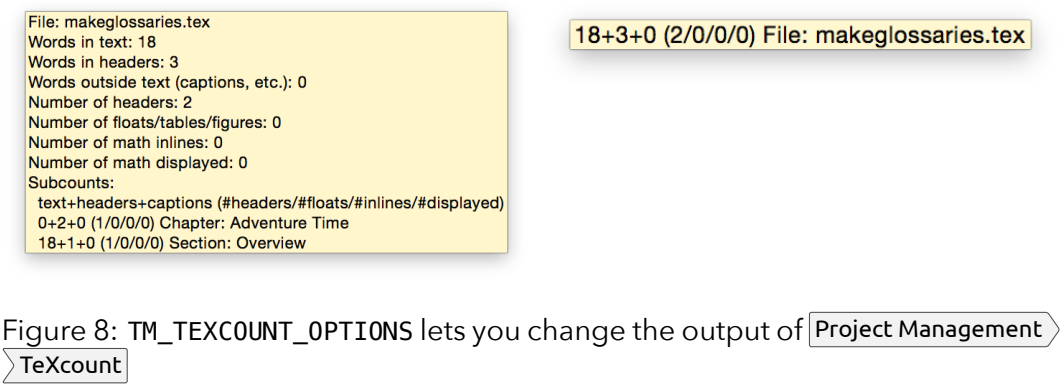 File: makeglossaries.tex
Words in text: 18
Words in headers: 3
Words outside text (captions, etc.): 0
Number of headers: 2
Number of floats/tables/figures: 0
Number of math inlines: 0
Number of math displayed: 0
Subcounts:
text+headers+captions (#headers/#floats/#inlines/#displayed)
0+2+0 (1/0/0/0) Chapter: Adventure Time
18+1+0 (1/0/0/0) Section: Overview
18+3+0 (2/0/0/0) File: makeglossaries.tex
Figure 8: TM_TEXCOUNT_OPTIONS lets you change the output of Project Management
TeXcount